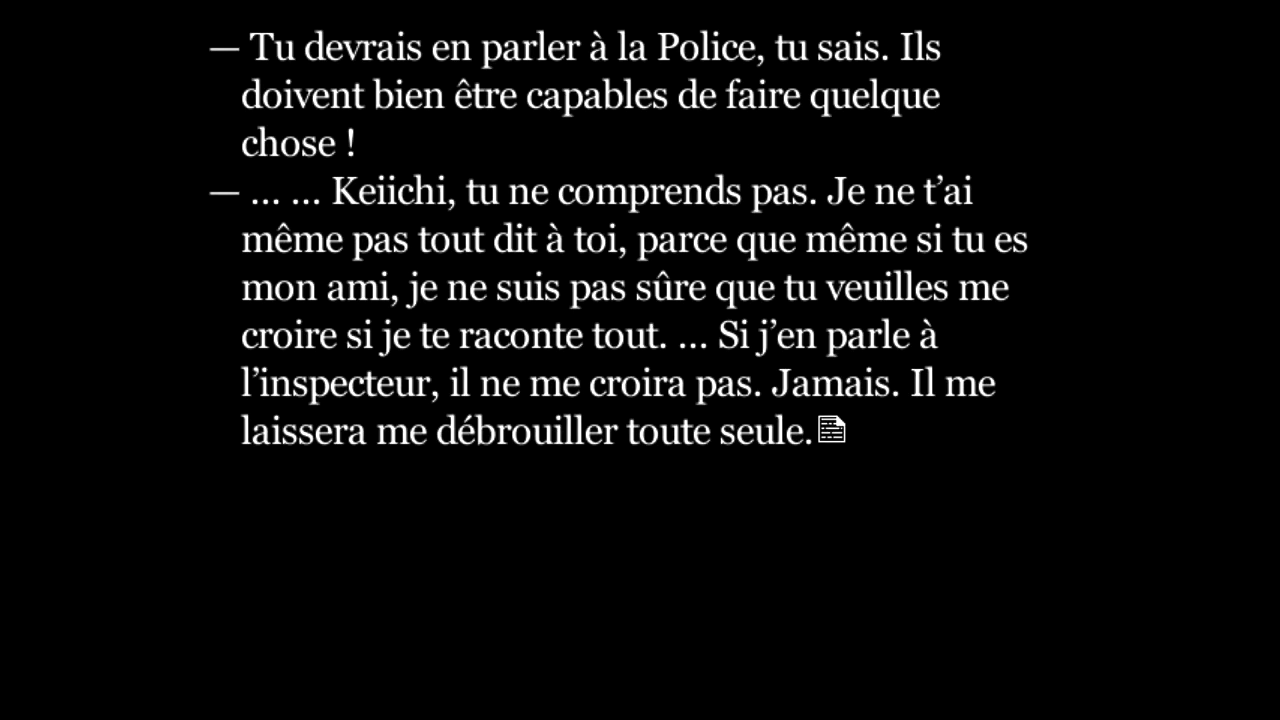 — Tu devrais en parler à la Police, tu sais. Ils
doivent bien être capables de faire quelque
chose !
— ... ... Keiichi, tu ne comprends pas. Je ne t’ai
même pas tout dit à toi, parce que même si tu es
mon ami, je ne suis pas sûre que tu veuilles me
croire si je te raconte tout. ... Si j’en parle à
l’inspecteur, il ne me croira pas. Jamais. Il me
laissera me débrouiller toute seule.